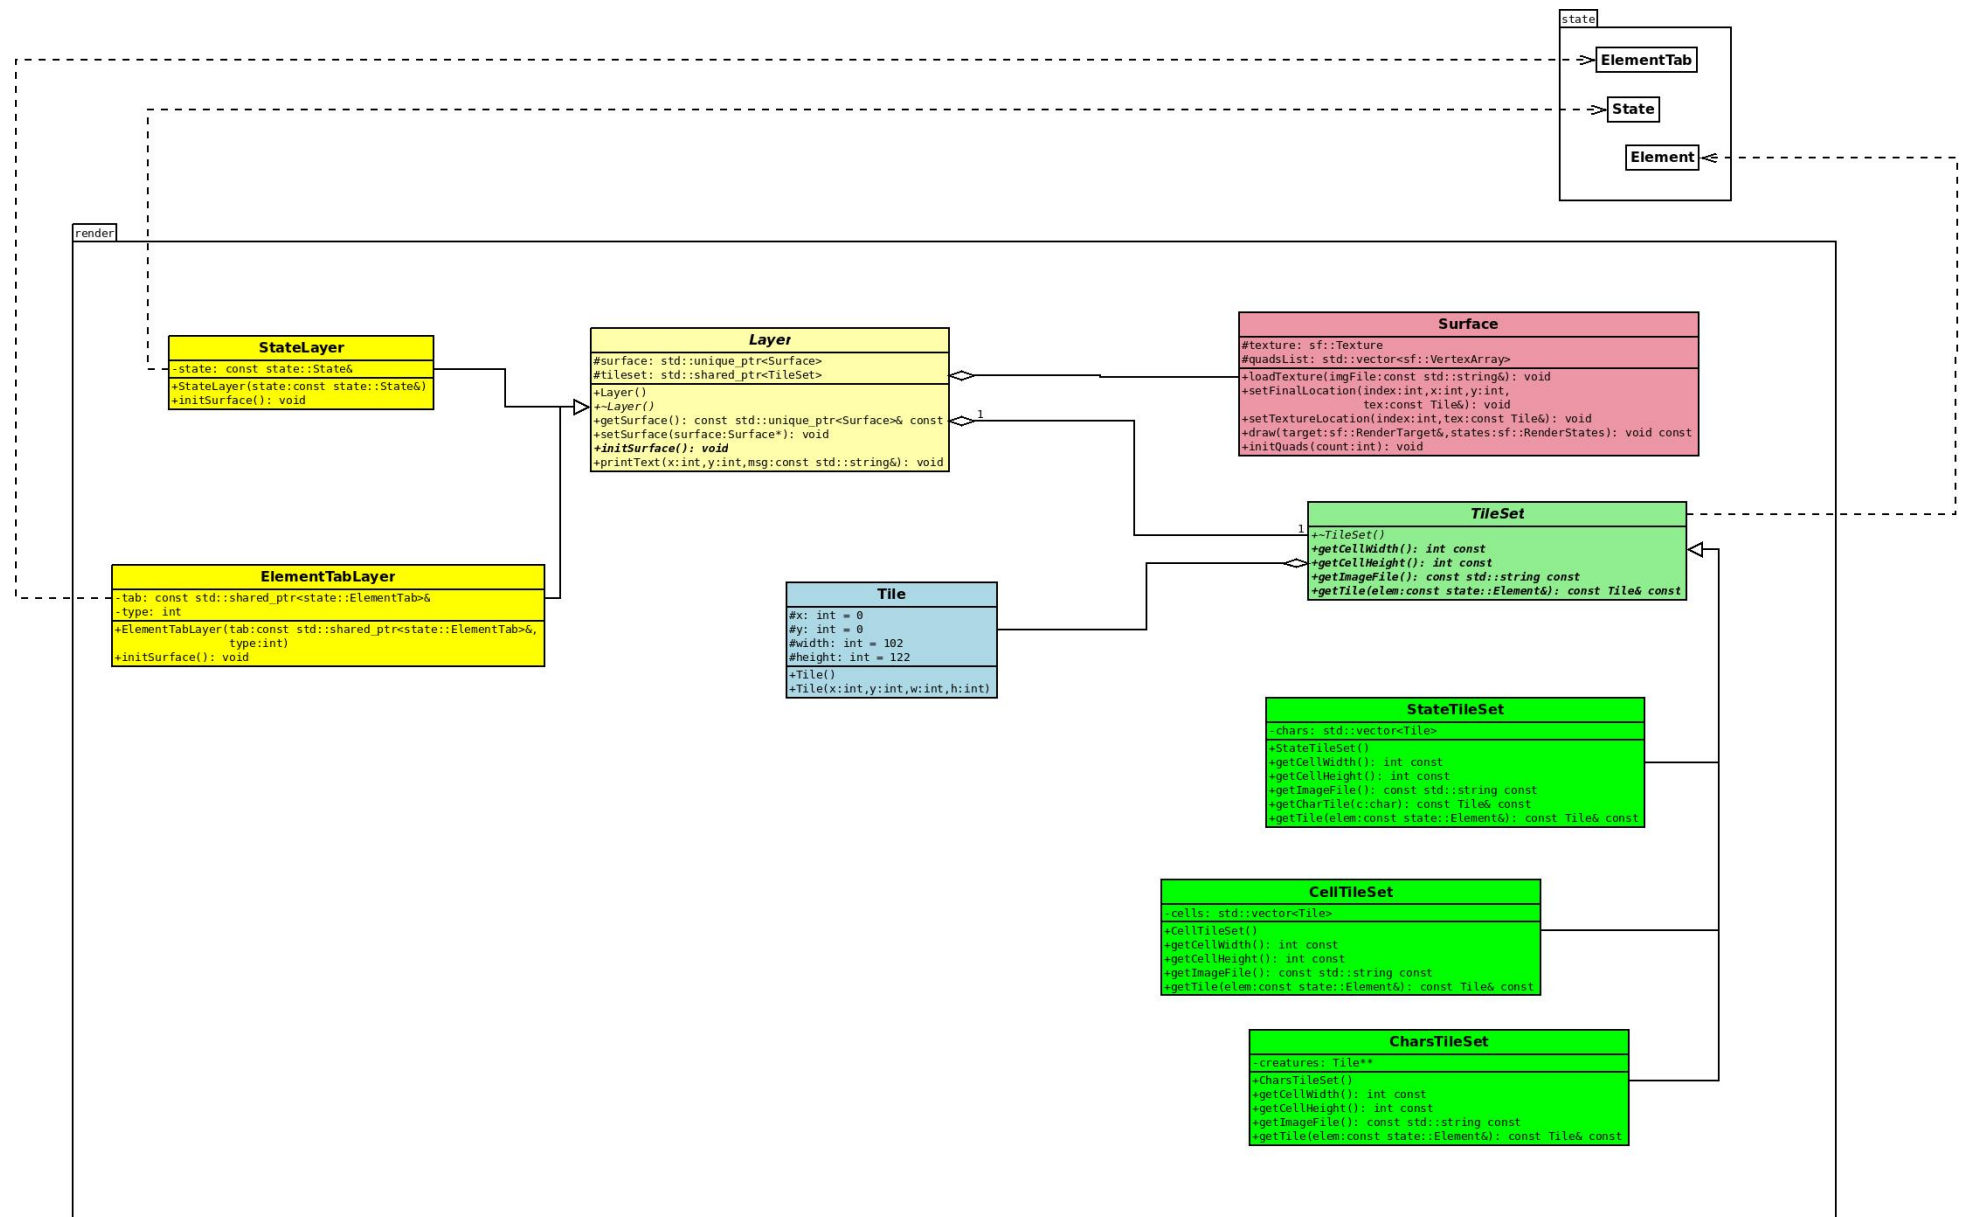 state
ElementTab
State
Element
render
StateLayer
-state: const state::State&
+StateLayer(state:const state::State&)
+initSurface(): void
Layer
#surface: std::unique_ptr<Surface>
#tileset: std::shared_ptr<TileSet>
+Layer()
+~Layer()
+getSurface(): const std::unique_ptr<Surface>& const
+setSurface(surface:Surface*): void
+initSurface(): void
+printText(x:int,y:int,msg:const std::string&): void
1
Surface
#texture: sf::Texture
#quadsList: std::vector<sf::VertexArray>
+loadTexture(imgFile:const std::string&): void
+setFinalLocation(index:int,x:int,y:int,
tex:const Tile&): void
+setTextureLocation(index:int,tex:const Tile&): void
+draw(target:sf::RenderTarget&,states:sf::RenderStates): void const
+initQuads(count:int): void
1
TileSet
+~TileSet()
+getCellWidth(): int const
+getCellHeight(): int const
+getImageFile(): const std::string const
+getTile(elem:const state::Element&): const Tile& const
ElementTabLayer
-tab: const std::shared_ptr<state::ElementTab>&
-type: int
+ElementTabLayer(tab:const std::shared_ptr<state::ElementTab>&,
type:int)
+initSurface(): void
Tile
#x: int = 0
#y: int = 0
#width: int = 102
#height: int = 122
+Tile()
+Tile(x:int,y:int,w:int,h:int)
StateTileSet
-chars: std::vector<Tile>
+StateTileSet()
+getCellWidth(): int const
+getCellHeight(): int const
+getImageFile(): const std::string const
+getCharTile(c:char): const Tile& const
+getTile(elem:const state::Element&): const Tile& const
CellTileSet
-cells: std::vector<Tile>
+CellTileSet()
+getCellWidth(): int const
+getCellHeight(): int const
+getImageFile(): const std::string const
+getTile(elem:const state::Element&): const Tile& const
CharsTileSet
-creatures: Tile**
+CharsTileSet()
+getCellWidth(): int const
+getCellHeight(): int const
+getImageFile(): const std::string const
+getTile(elem:const state::Element&): const Tile& const